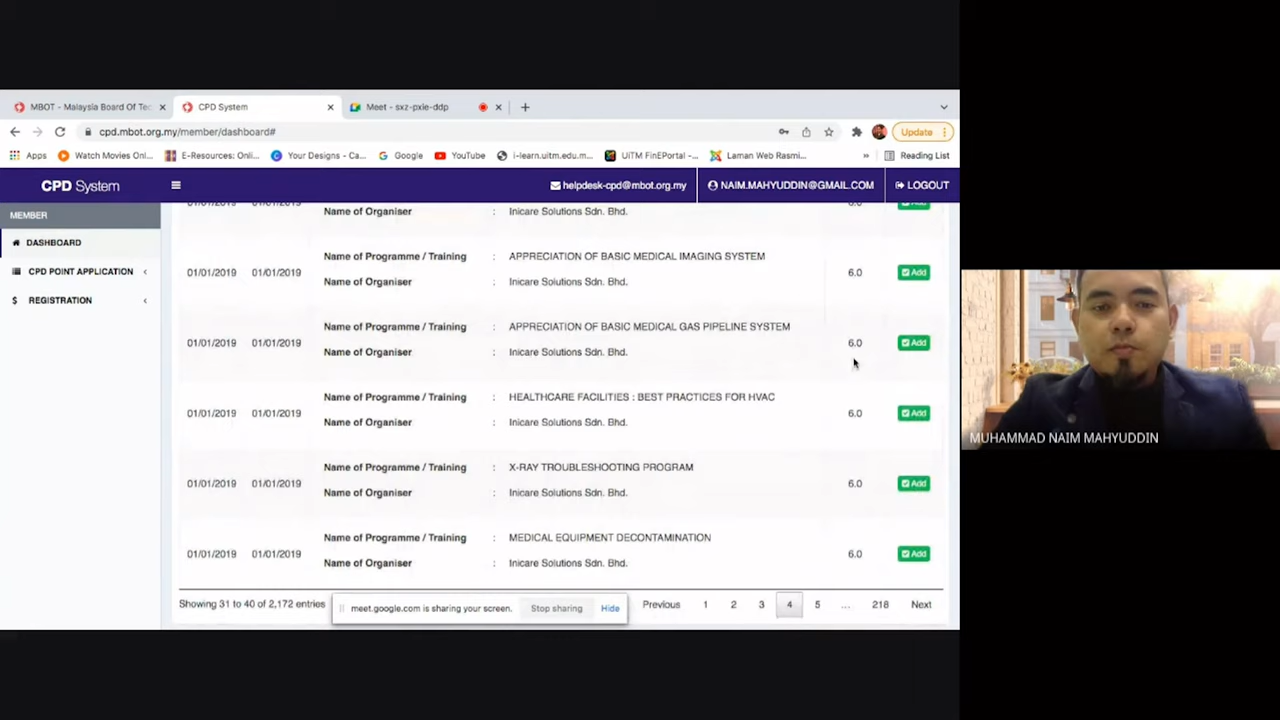 MBOT - Malaysia Board Of Tec
CPD System
Meet - sxz-pxie-ddp
cpd.mbot.org.my/member/dashboard#
Update
Apps
Watch Movies Onl...
E-Resources: Onli...
Your Designs - Ca...
Google
YouTube
i-learn.uitm.edu.m...
UiTM FinEPortal -...
Laman Web Rasmi...
»
Reading List
CPD System
helpdesk-cpd@mbot.org.my
NAIM.MAHYUDDIN@GMAIL.COM
LOGOUT
MEMBER
DASHBOARD
CPD POINT APPLICATION
REGISTRATION
01/01/2019 01/01/2019 6.0 Add
Name of Organiser : Inicare Solutions Sdn. Bhd.
Name of Programme / Training : APPRECIATION OF BASIC MEDICAL IMAGING SYSTEM
01/01/2019 01/01/2019 6.0 Add
Name of Organiser : Inicare Solutions Sdn. Bhd.
Name of Programme / Training : APPRECIATION OF BASIC MEDICAL GAS PIPELINE SYSTEM
01/01/2019 01/01/2019 6.0 Add
Name of Organiser : Inicare Solutions Sdn. Bhd.
Name of Programme / Training : HEALTHCARE FACILITIES : BEST PRACTICES FOR HVAC
01/01/2019 01/01/2019 6.0 Add
Name of Organiser : Inicare Solutions Sdn. Bhd.
Name of Programme / Training : X-RAY TROUBLESHOOTING PROGRAM
01/01/2019 01/01/2019 6.0 Add
Name of Organiser : Inicare Solutions Sdn. Bhd.
Name of Programme / Training : MEDICAL EQUIPMENT DECONTAMINATION
01/01/2019 01/01/2019 6.0 Add
Name of Organiser : Inicare Solutions Sdn. Bhd.
Showing 31 to 40 of 2,172 entries
meet.google.com is sharing your screen. Stop sharing Hide
Previous 1 2 3 4 5 ... 218 Next
MUHAMMAD NAIM MAHYUDDIN